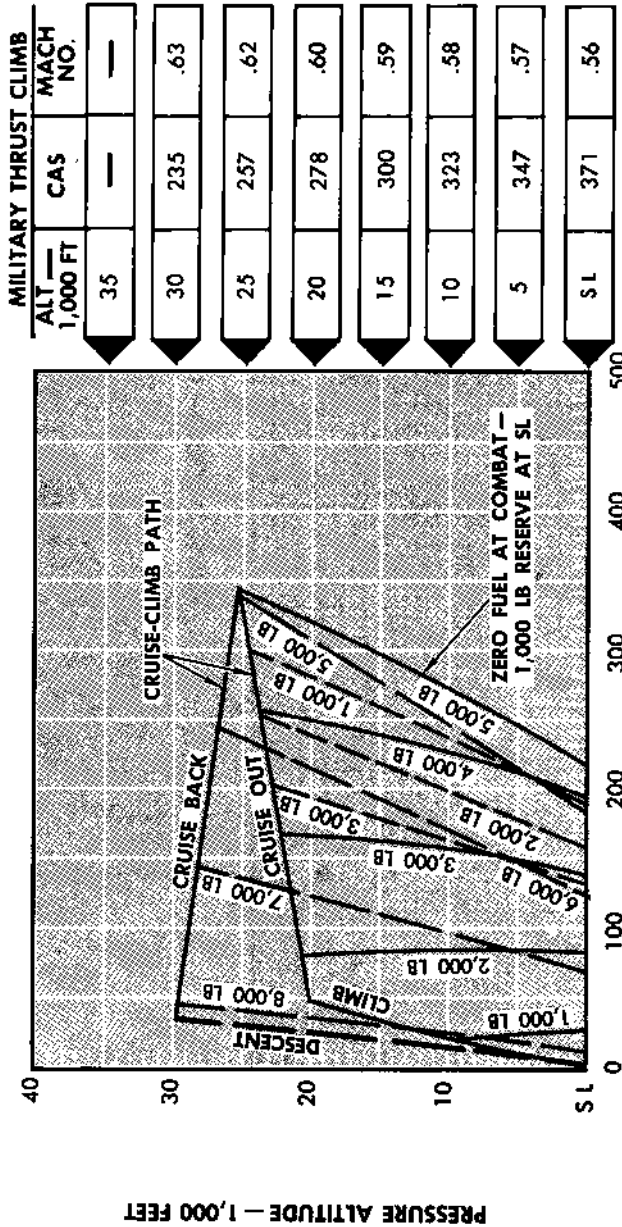 MILITARY THRUST CLIMB
ALT — 1,000 FT CAS MACH NO.
35 — —
30 235 .63
25 257 .62
20 278 .60
15 300 .59
10 323 .58
5 347 .57
S L 371 .56
PRESSURE ALTITUDE — 1,000 FEET
40
30
20
10
S L
0 100 200 300 400 500
CRUISE-CLIMB PATH
CRUISE BACK
CRUISE OUT
CLIMB
DESCENT
8,000 LB
7,000 LB
6,000 LB
5,000 LB
1,000 LB
2,000 LB
3,000 LB
1,000 LB
2,000 LB
3,000 LB
4,000 LB
5,000 LB
ZERO FUEL AT COMBAT—
1,000 LB RESERVE AT SL